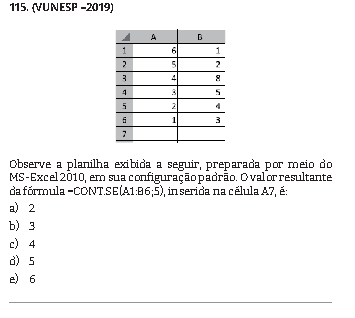 115. (VUNESP –2019)
A B
1 6 1
2 5 2
3 4 8
4 3 5
5 2 4
6 1 3
7
Observe a planilha exibida a seguir, preparada por meio do
MS-Excel 2010, em sua configuração padrão. O valor resultante
da fórmula =CONT.SE(A1:B6;5), inserida na célula A7, é:
a) 2
b) 3
c) 4
d) 5
e) 6